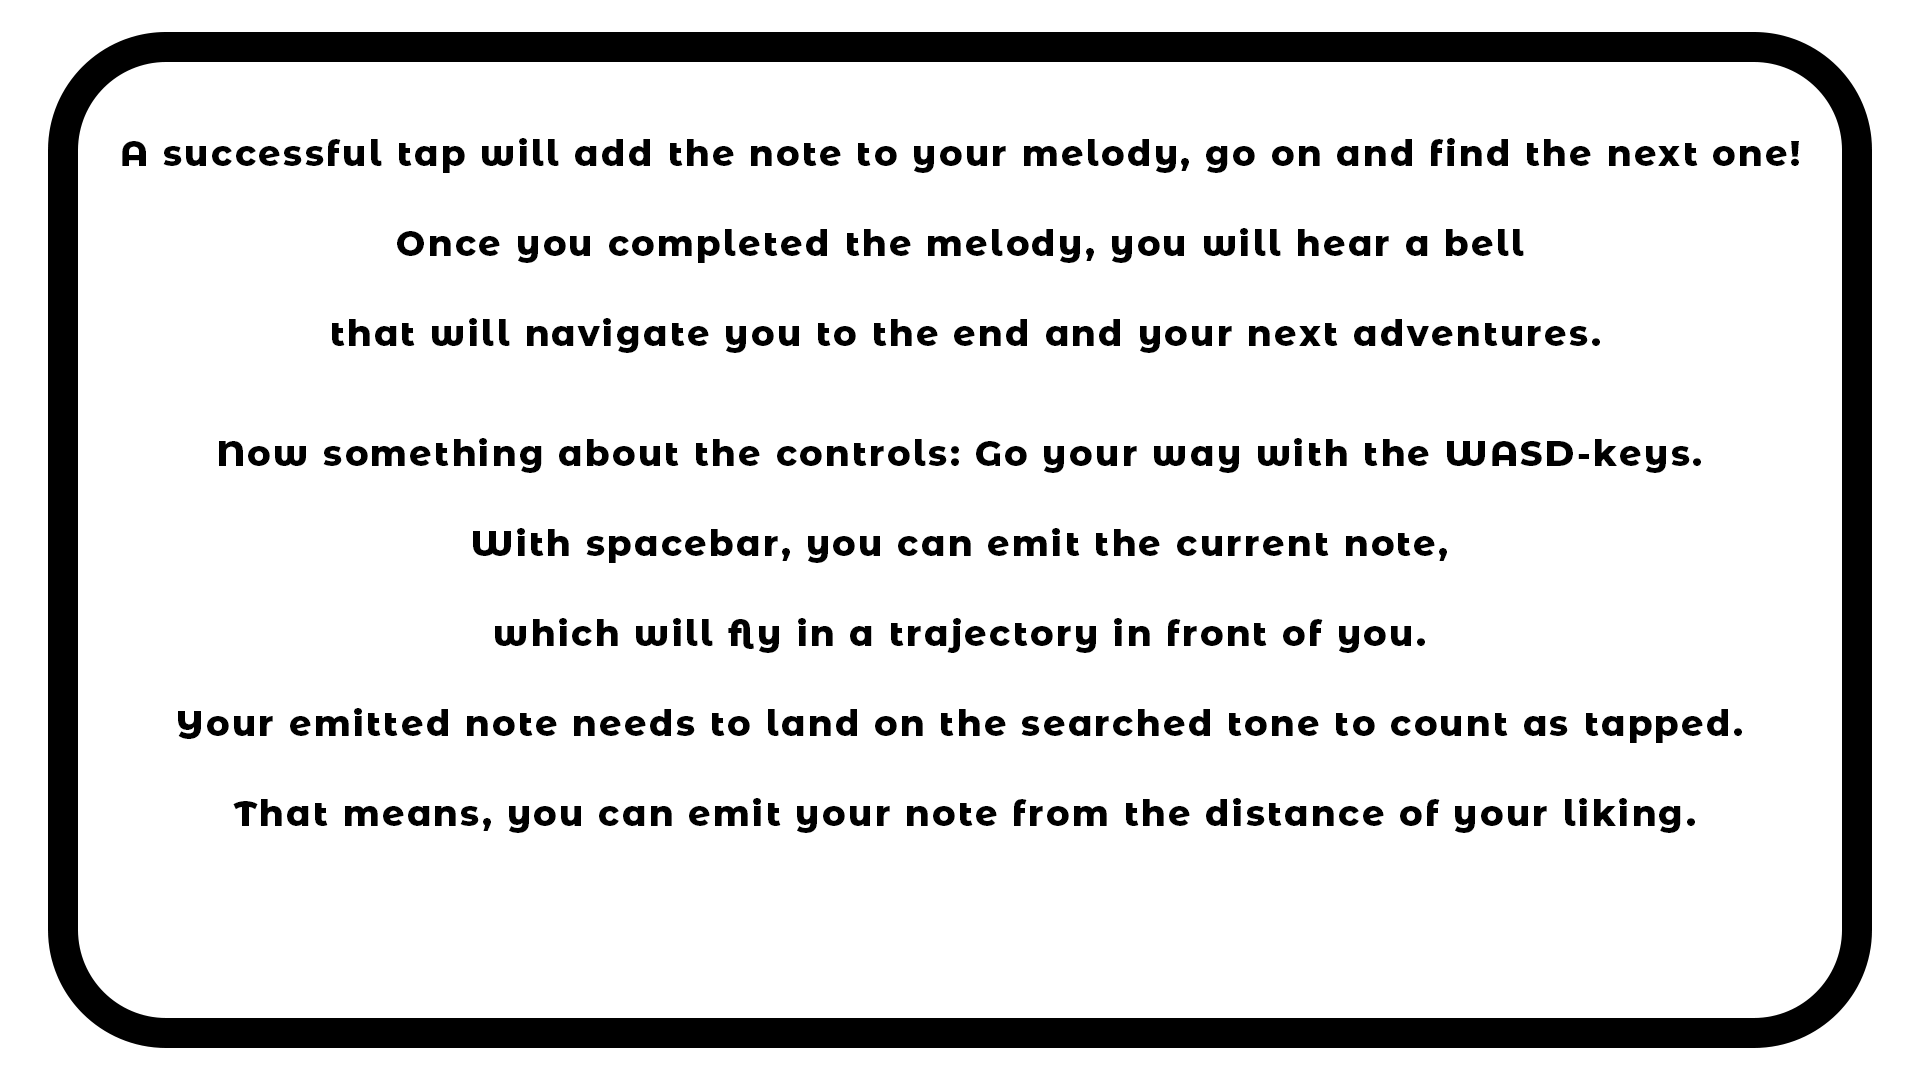 A successful tap will add the note to your melody, go on and find the next one!
Once you completed the melody, you will hear a bell
that will navigate you to the end and your next adventures.
Now something about the controls: Go your way with the WASD-keys.
With spacebar, you can emit the current note,
which will fly in a trajectory in front of you.
Your emitted note needs to land on the searched tone to count as tapped.
That means, you can emit your note from the distance of your liking.